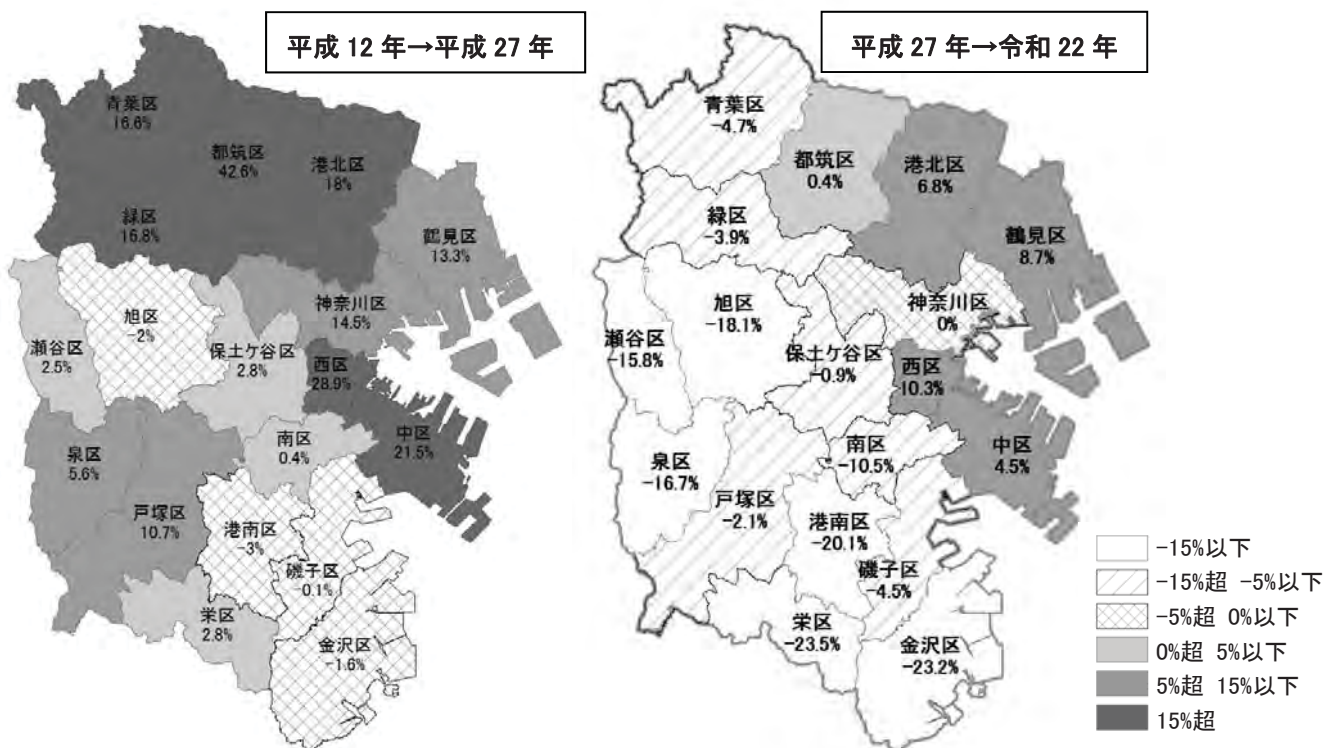 平成 12 年→平成 27 年
青葉区
16.6%
都筑区
42.6%
港北区
18%
緑区
16.8%
鶴見区
13.3%
神奈川区
14.5%
旭区
-2%
瀬谷区
2.5%
保土ケ谷区
2.8%
西区
28.9%
中区
21.5%
南区
0.4%
泉区
5.6%
戸塚区
10.7%
港南区
-3%
磯子区
0.1%
栄区
2.8%
金沢区
-1.6%
平成 27 年→令和 22 年
青葉区
-4.7%
都筑区
0.4%
港北区
6.8%
緑区
-3.9%
鶴見区
8.7%
神奈川区
0%
旭区
-18.1%
瀬谷区
-15.8%
保土ケ谷区
-0.9%
西区
10.3%
中区
4.5%
南区
-10.5%
泉区
-16.7%
戸塚区
-2.1%
港南区
-20.1%
磯子区
-4.5%
栄区
-23.5%
金沢区
-23.2%
-15%以下
-15%超 -5%以下
-5%超 0%以下
0%超 5%以下
5%超 15%以下
15%超